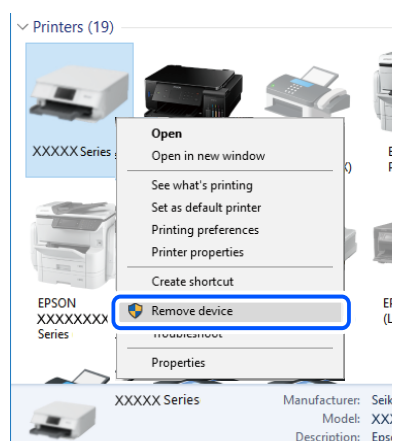 Printers (19)
XXXXX Series
Open
Open in new window
See what's printing
Set as default printer
Printing preferences
Printer properties
Create shortcut
Remove device
Troubleshoot
Properties
EPSON
XXXXXXXX
Series
XXXXX Series
Manufacturer:
Model:
Description: